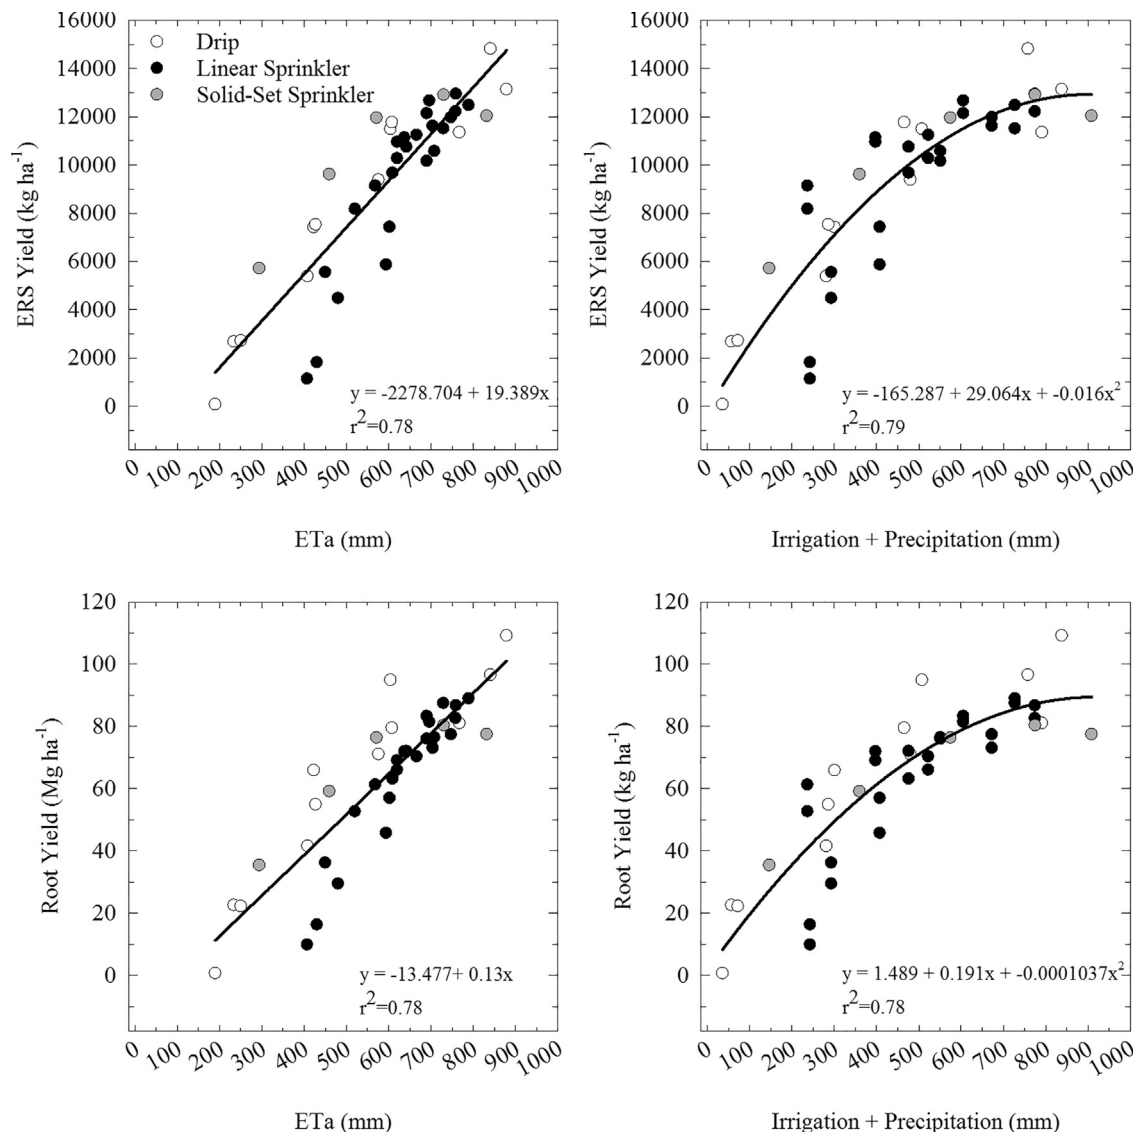 16000
14000
12000
10000
8000
6000
4000
2000
0
ERS Yield (kg ha-1)
Drip
Linear Sprinkler
Solid-Set Sprinkler
y = -2278.704 + 19.389x
r2=0.78
0 100 200 300 400 500 600 700 800 900 1000
ETa (mm)
16000
14000
12000
10000
8000
6000
4000
2000
0
ERS Yield (kg ha-1)
y = -165.287 + 29.064x + -0.016x2
r2=0.79
0 100 200 300 400 500 600 700 800 900 1000
Irrigation + Precipitation (mm)
120
100
80
60
40
20
0
Root Yield (Mg ha-1)
y = -13.477+ 0.13x
r2=0.78
0 100 200 300 400 500 600 700 800 900 1000
ETa (mm)
120
100
80
60
40
20
0
Root Yield (kg ha-1)
y = 1.489 + 0.191x + -0.0001037x2
r2=0.78
0 100 200 300 400 500 600 700 800 900 1000
Irrigation + Precipitation (mm)